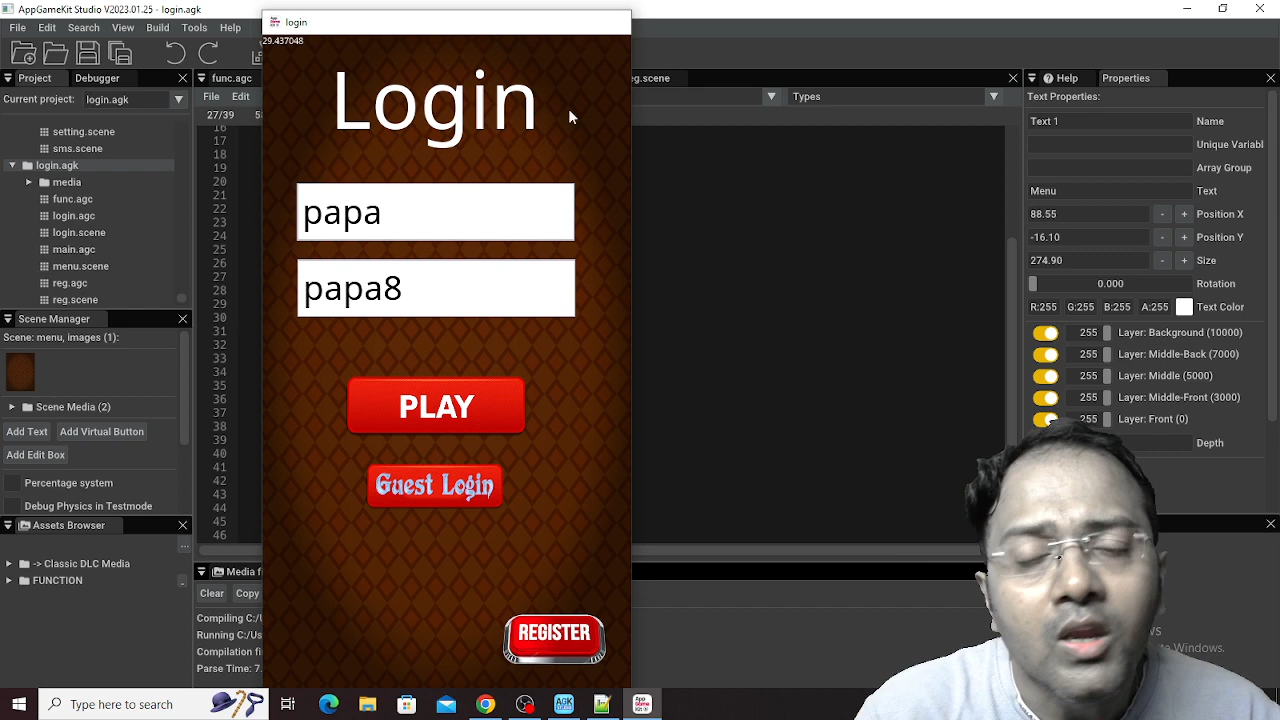 AppGameKit Studio V2023.01.25 - login.agk
File Edit Search View Build Tools Help
Project Debugger
Current project: login.agk
setting.scene
sms.scene
login.agk
media
func.agc
login.agc
login.scene
main.agc
menu.scene
reg.agc
reg.scene
Scene Manager
Scene: menu, images (1):
Scene Media (2)
Add Text Add Virtual Button
Add Edit Box
Percentage system
Debug Physics in Testmode
Assets Browser
-> Classic DLC Media
FUNCTION
func.agc
File Edit
27/39
16
17
18
19
20
21
22
23
24
25
26
27
28
29
30
31
32
33
34
35
36
37
38
39
40
41
42
43
44
45
46
Media f
Clear Copy
Compiling C:/
Running C:/Us
Compilation fi
Parse Time: 7.
login
29.437048
Login
papa
papa8
PLAY
Guest Login
REGISTER
eg.scene
Types
Help Properties
Text Properties:
Text 1 Name
Unique Variabl
Array Group
Menu Text
88.55 - + Position X
-16.10 - + Position Y
274.90 - + Size
0.000 Rotation
R:255 G:255 B:255 A:255 Text Color
255 Layer: Background (10000)
255 Layer: Middle-Back (7000)
255 Layer: Middle (5000)
255 Layer: Middle-Front (3000)
255 Layer: Front (0)
Depth
Windows.
Type here to search